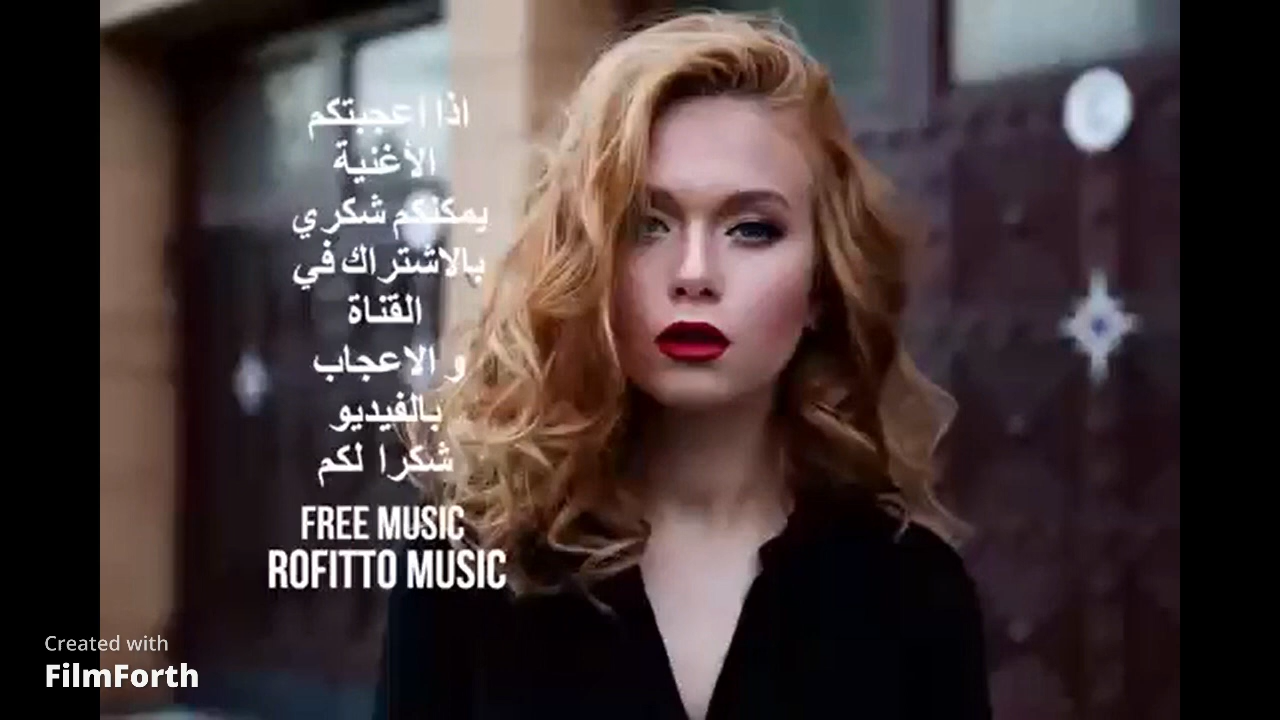 اذا اعجبتكم
الأغنية
يمكنكم شكري
بالاشتراك في
القناة
و الاعجاب
بالفيديو
شكرا لكم
FREE MUSIC
ROFITTO MUSIC
Created with
FilmForth